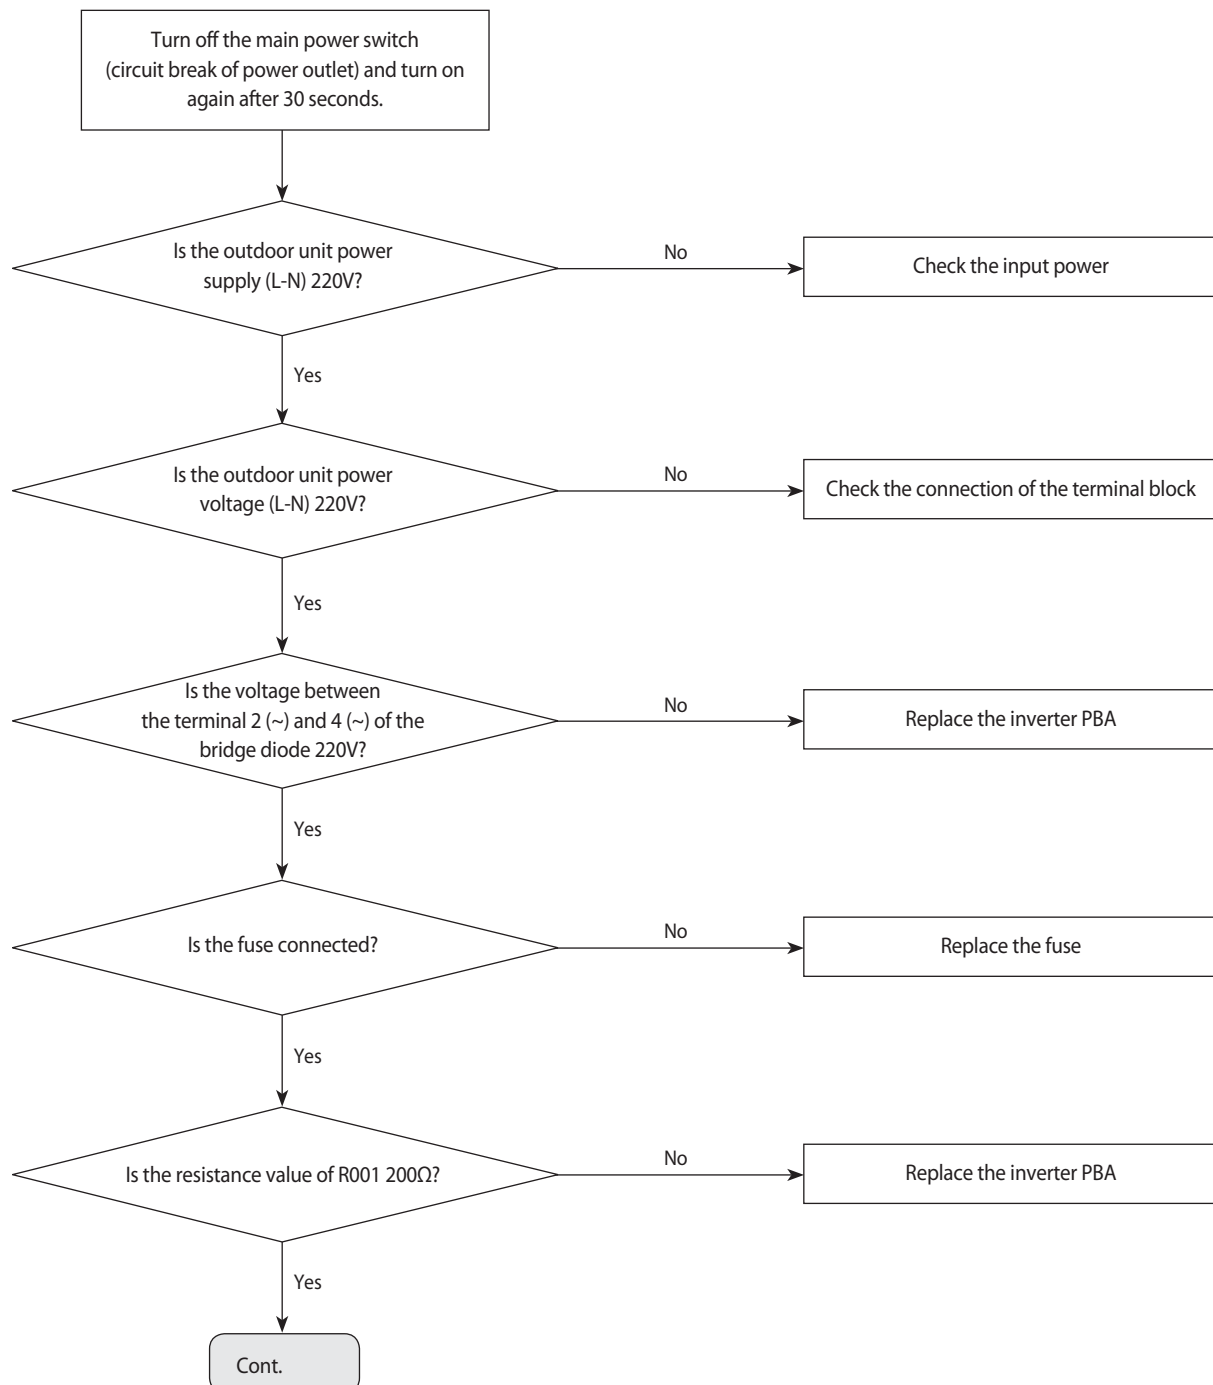 Turn off the main power switch
(circuit break of power outlet) and turn on
again after 30 seconds.
Is the outdoor unit power
supply (L-N) 220V?
No
Check the input power
Yes
Is the outdoor unit power
voltage (L-N) 220V?
No
Check the connection of the terminal block
Yes
Is the voltage between
the terminal 2 (~) and 4 (~) of the
bridge diode 220V?
No
Replace the inverter PBA
Yes
Is the fuse connected?
No
Replace the fuse
Yes
Is the resistance value of R001 200Ω?
No
Replace the inverter PBA
Yes
Cont.